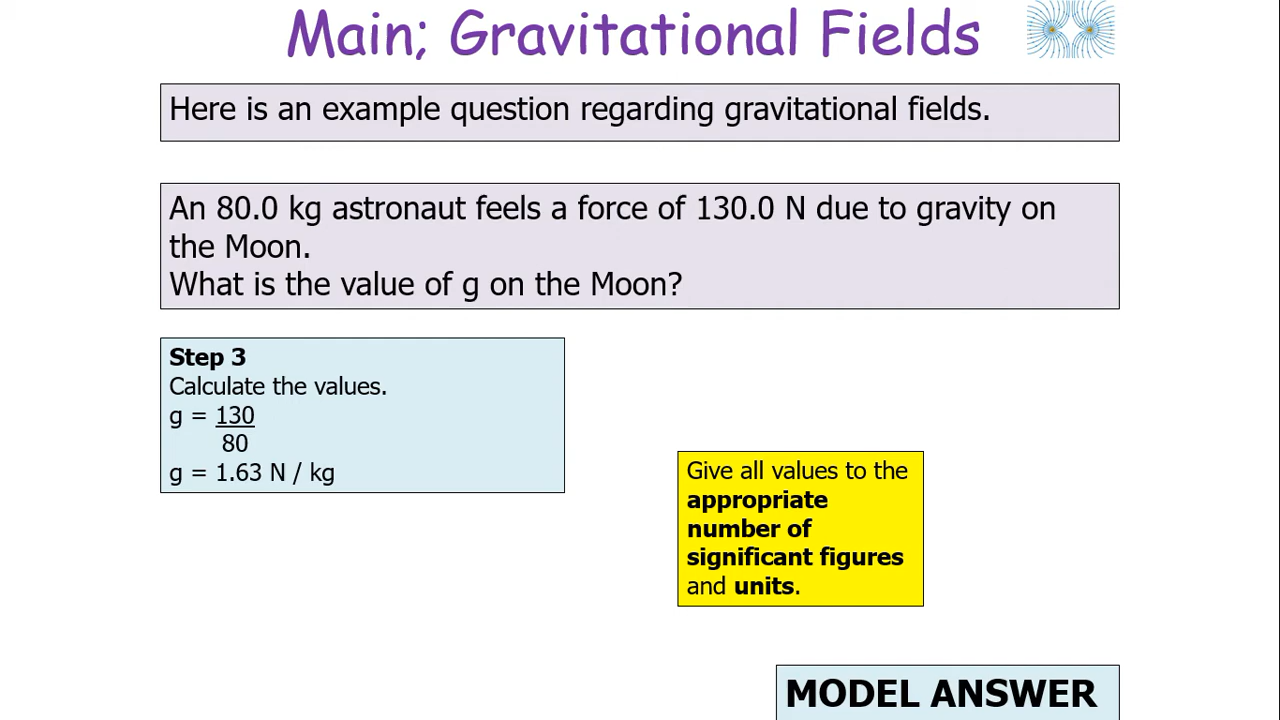 Main; Gravitational Fields
Here is an example question regarding gravitational fields.
An 80.0 kg astronaut feels a force of 130.0 N due to gravity on
the Moon.
What is the value of g on the Moon?
Step 3
Calculate the values.
g = 130
80
g = 1.63 N / kg
Give all values to the
appropriate
number of
significant figures
and units.
MODEL ANSWER